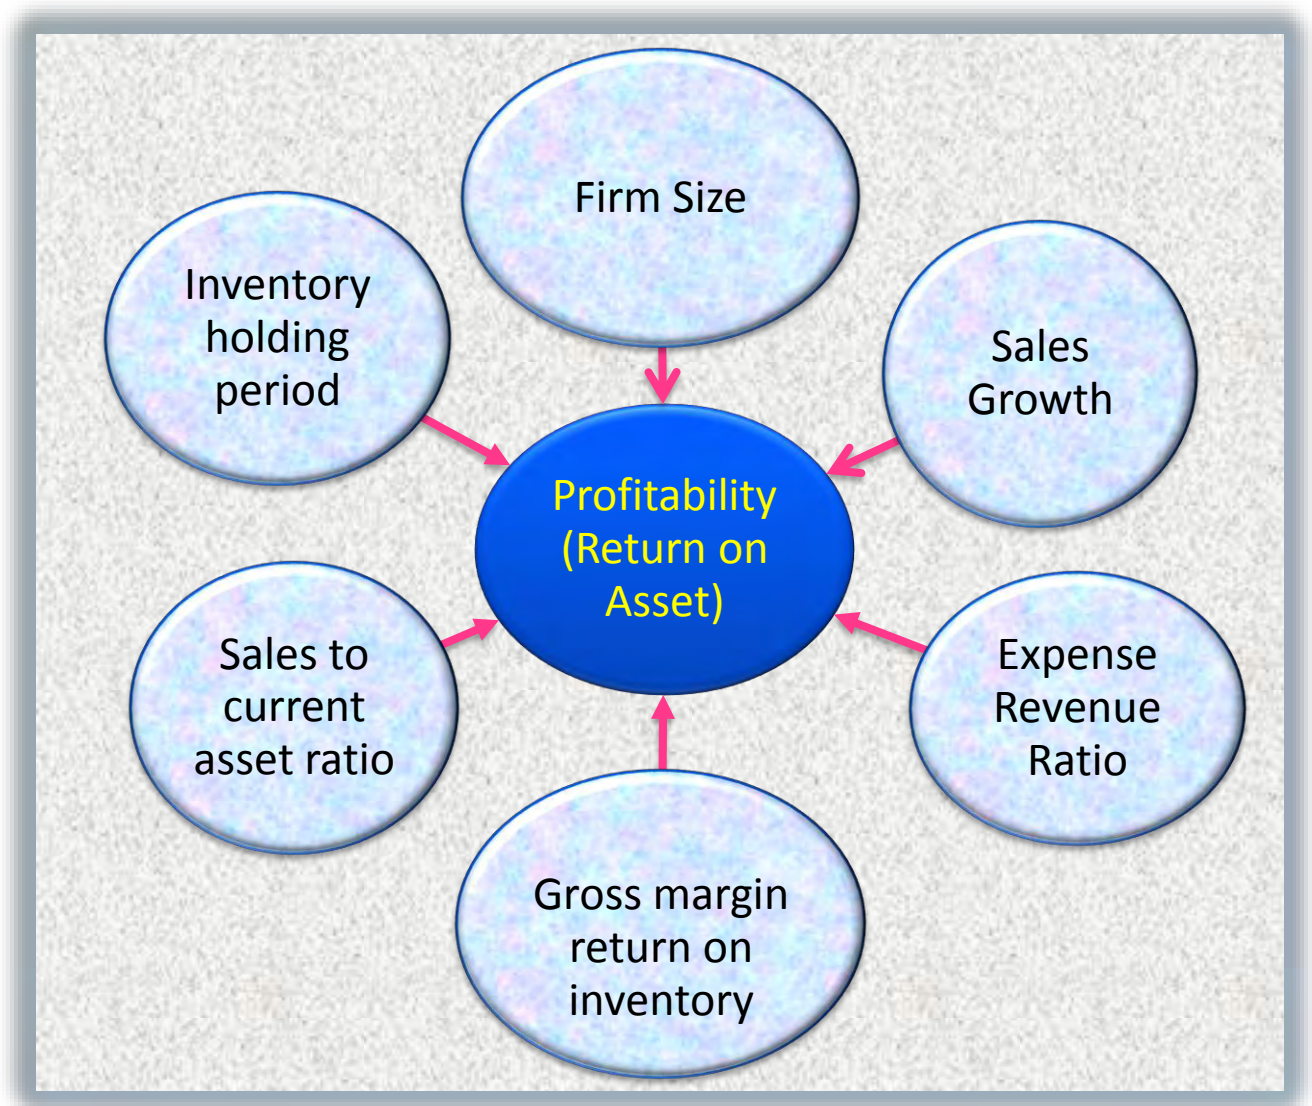 Firm Size
Inventory
holding
period
Sales
Growth
Profitability
(Return on
Asset)
Sales to
current
asset ratio
Expense
Revenue
Ratio
Gross margin
return on
inventory